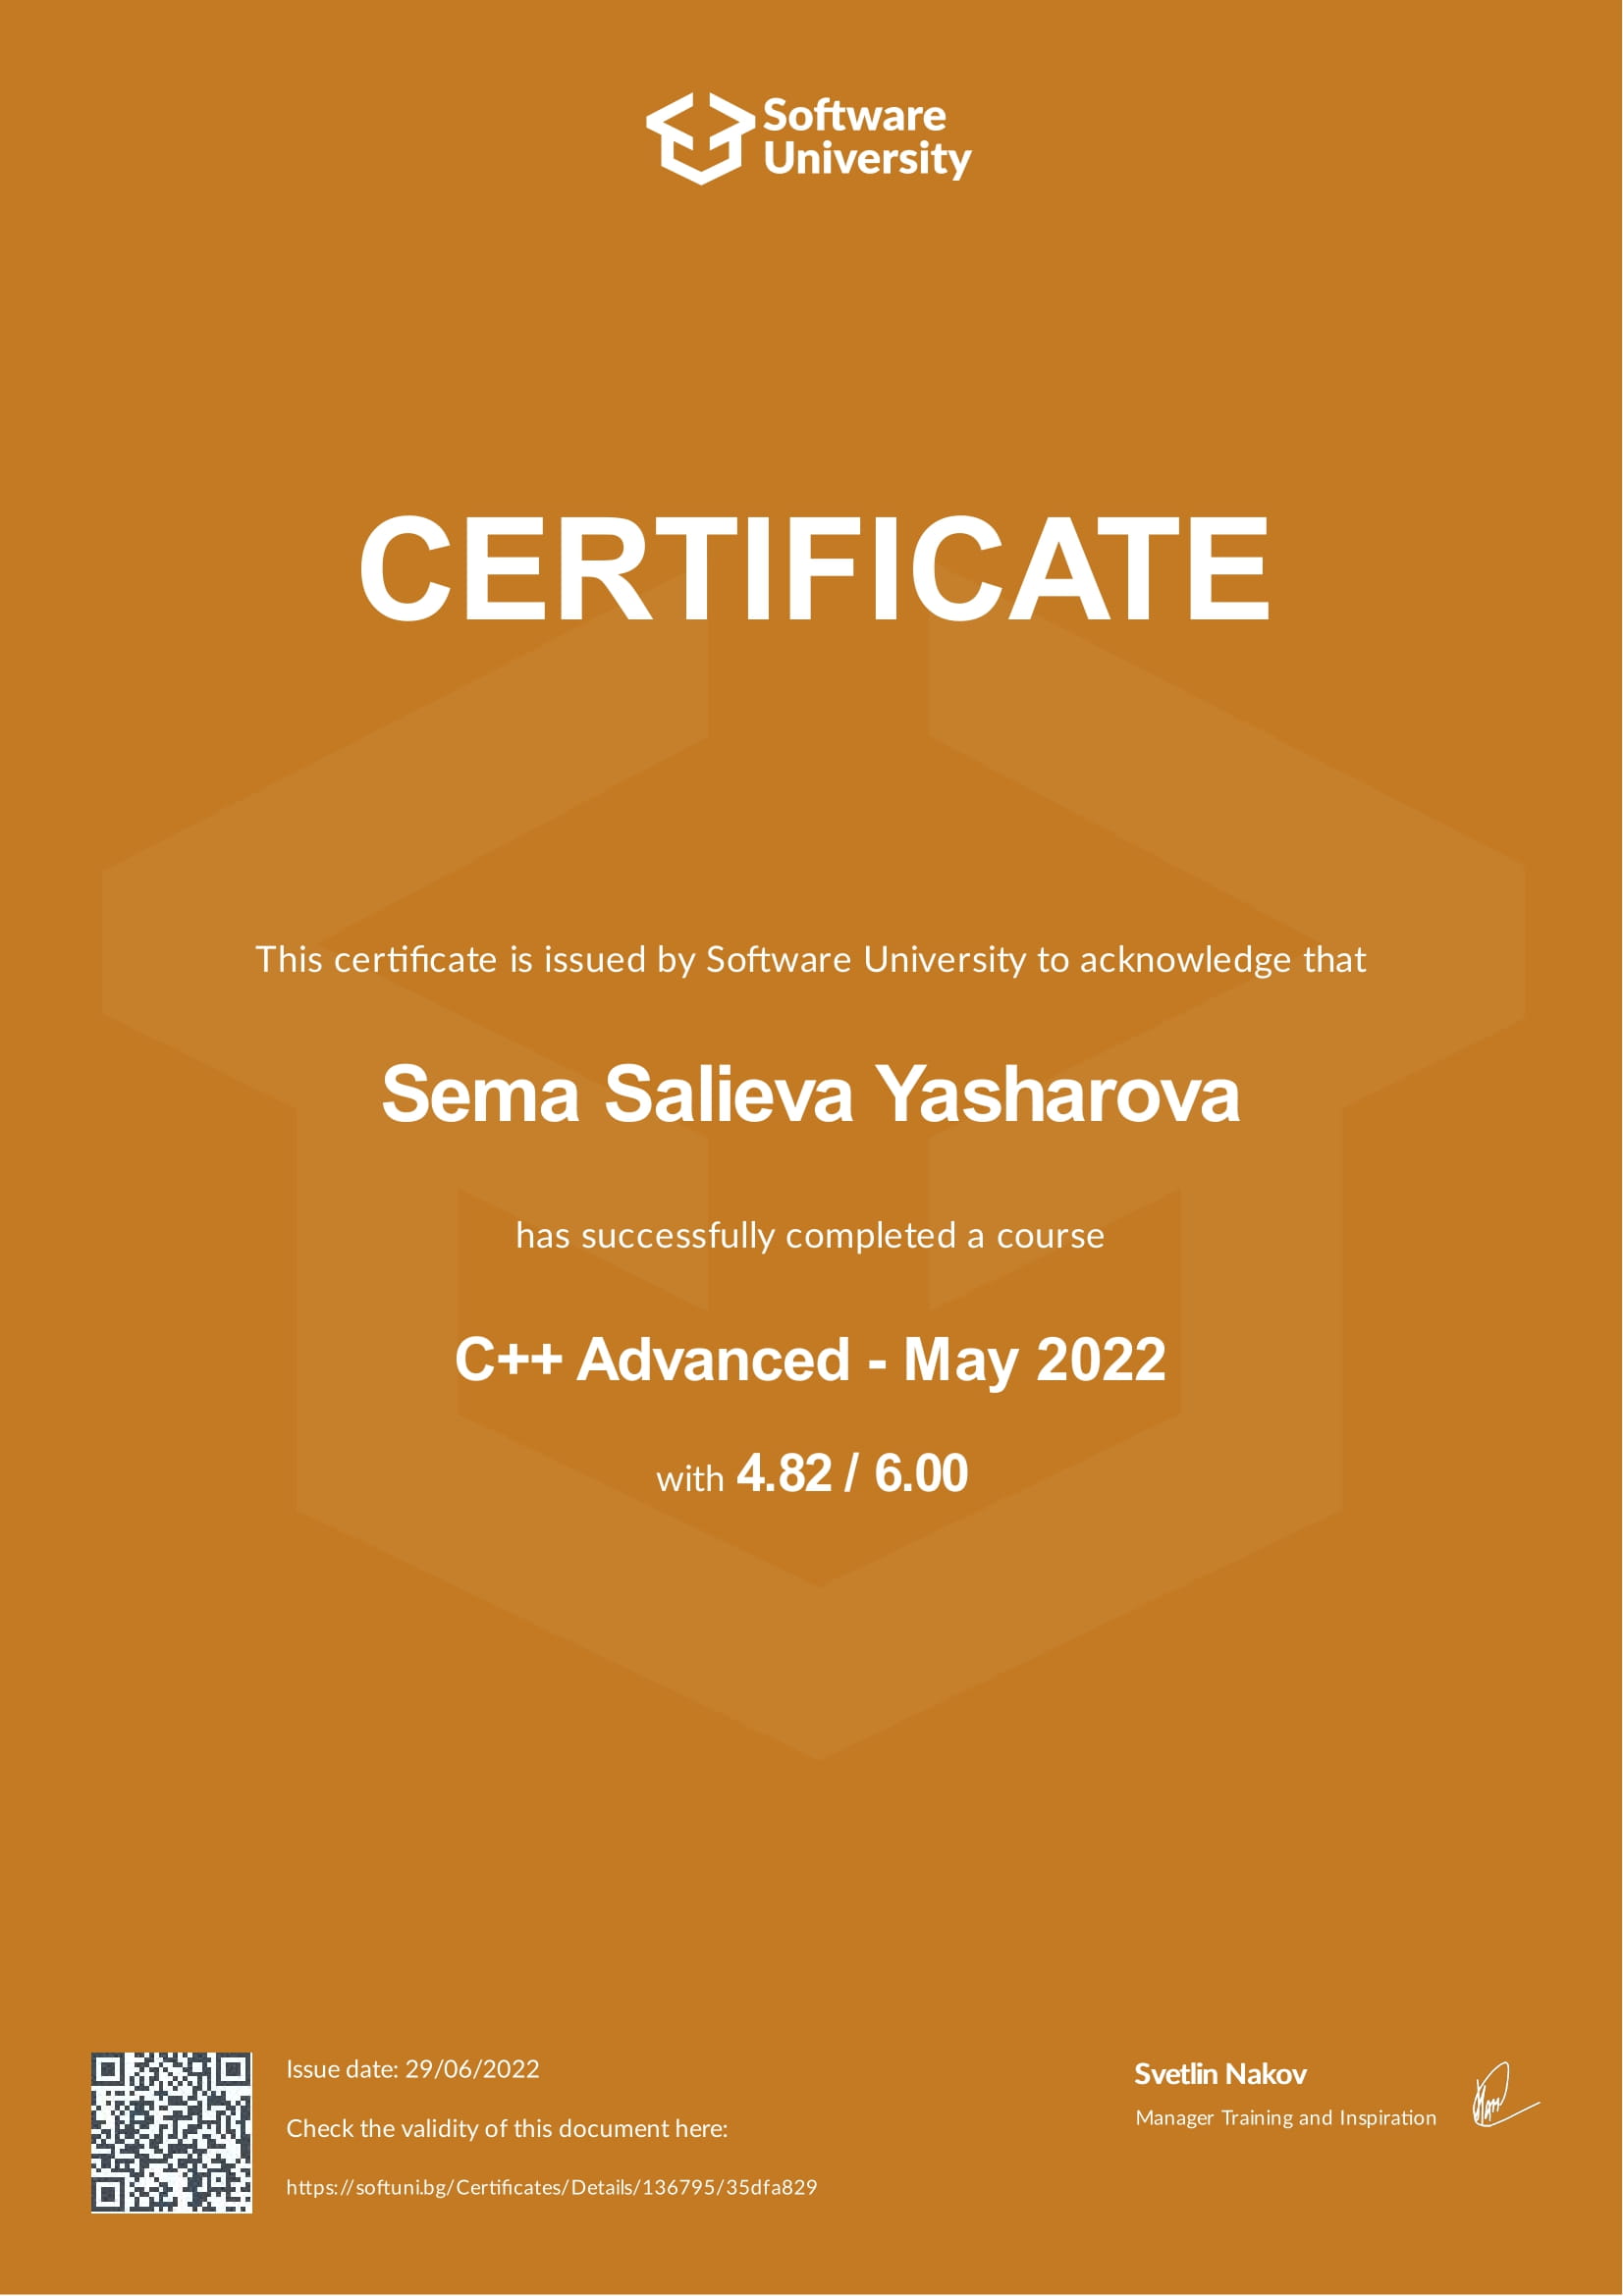 Software
University
CERTIFICATE
This certificate is issued by Software University to acknowledge that
Sema Salieva Yasharova
has successfully completed a course
C++ Advanced - May 2022
with 4.82 / 6.00
Issue date: 29/06/2022
Check the validity of this document here:
https://softuni.bg/Certificates/Details/136795/35dfa829
Svetlin Nakov
Manager Training and Inspiration